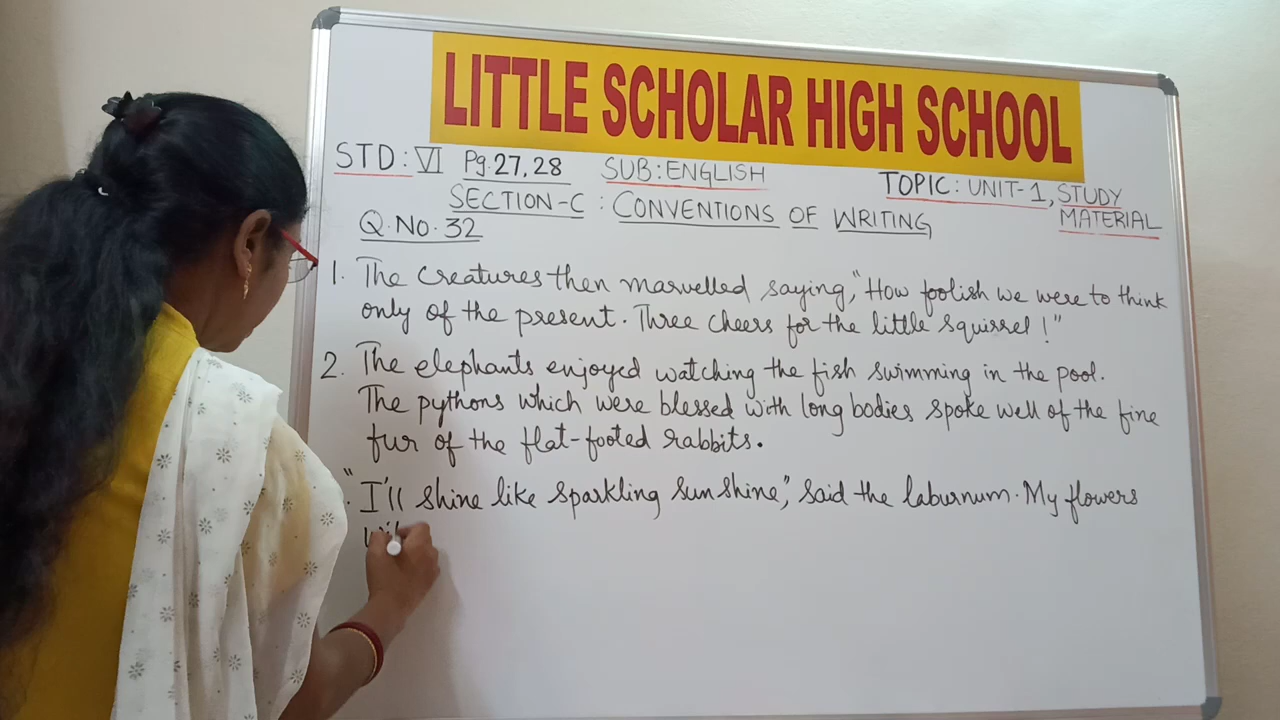 LITTLE SCHOLAR HIGH SCHOOL
STD : VI Pg. 27, 28 SUB : ENGLISH TOPIC : UNIT-1, STUDY MATERIAL
SECTION-C : CONVENTIONS OF WRITING
Q. No. 32
1. The creatures then marvelled saying, "How foolish we were to think
only of the present. Three cheers for the little squirrel !"
2. The elephants enjoyed watching the fish swimming in the pool.
The pythons which were blessed with long bodies spoke well of the fine
fur of the flat-footed rabbits.
"I'll shine like sparkling sunshine", said the laburnum. My flowers